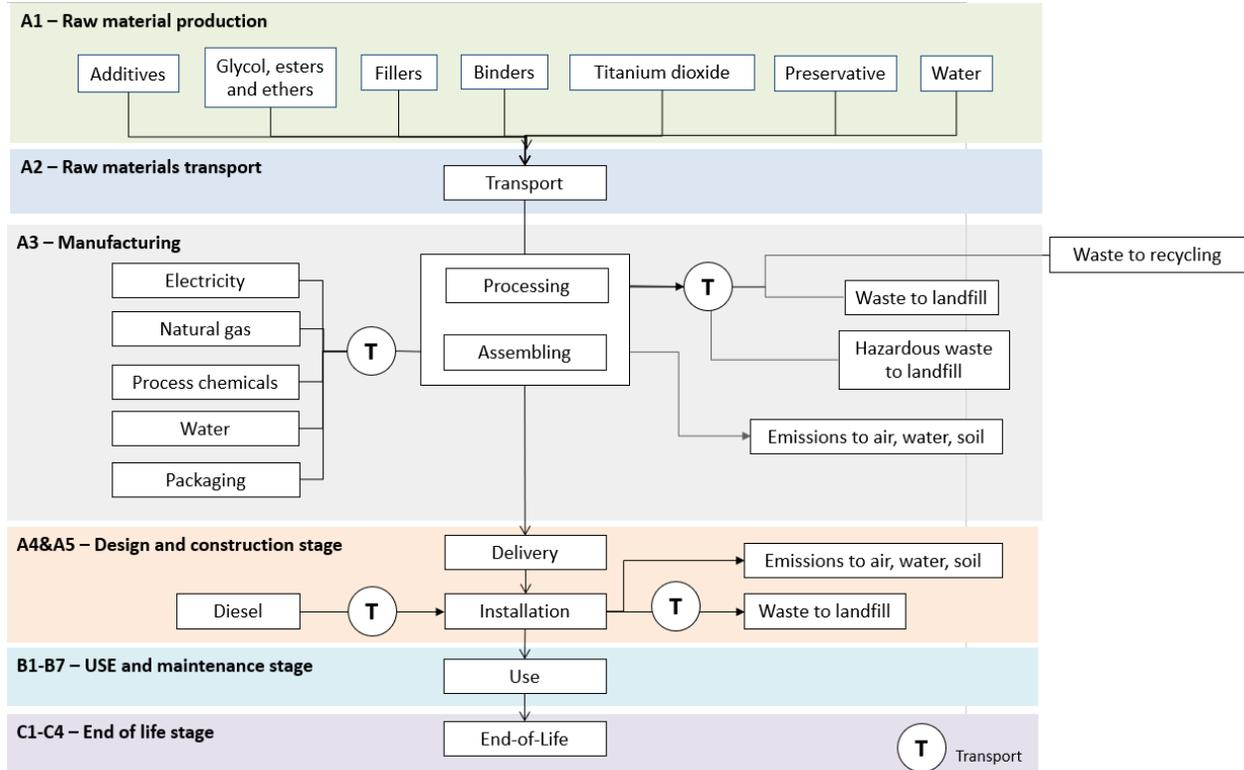 A1 – Raw material production
Additives
Glycol, esters
and ethers
Fillers
Binders
Titanium dioxide
Preservative
Water
A2 – Raw materials transport
Transport
A3 – Manufacturing
Electricity
Natural gas
Process chemicals
Water
Packaging
T
Processing
Assembling
T
Waste to recycling
Waste to landfill
Hazardous waste
to landfill
Emissions to air, water, soil
A4&A5 – Design and construction stage
Delivery
Emissions to air, water, soil
Diesel
T
Installation
T
Waste to landfill
B1-B7 – USE and maintenance stage
Use
C1-C4 – End of life stage
End-of-Life
T
Transport